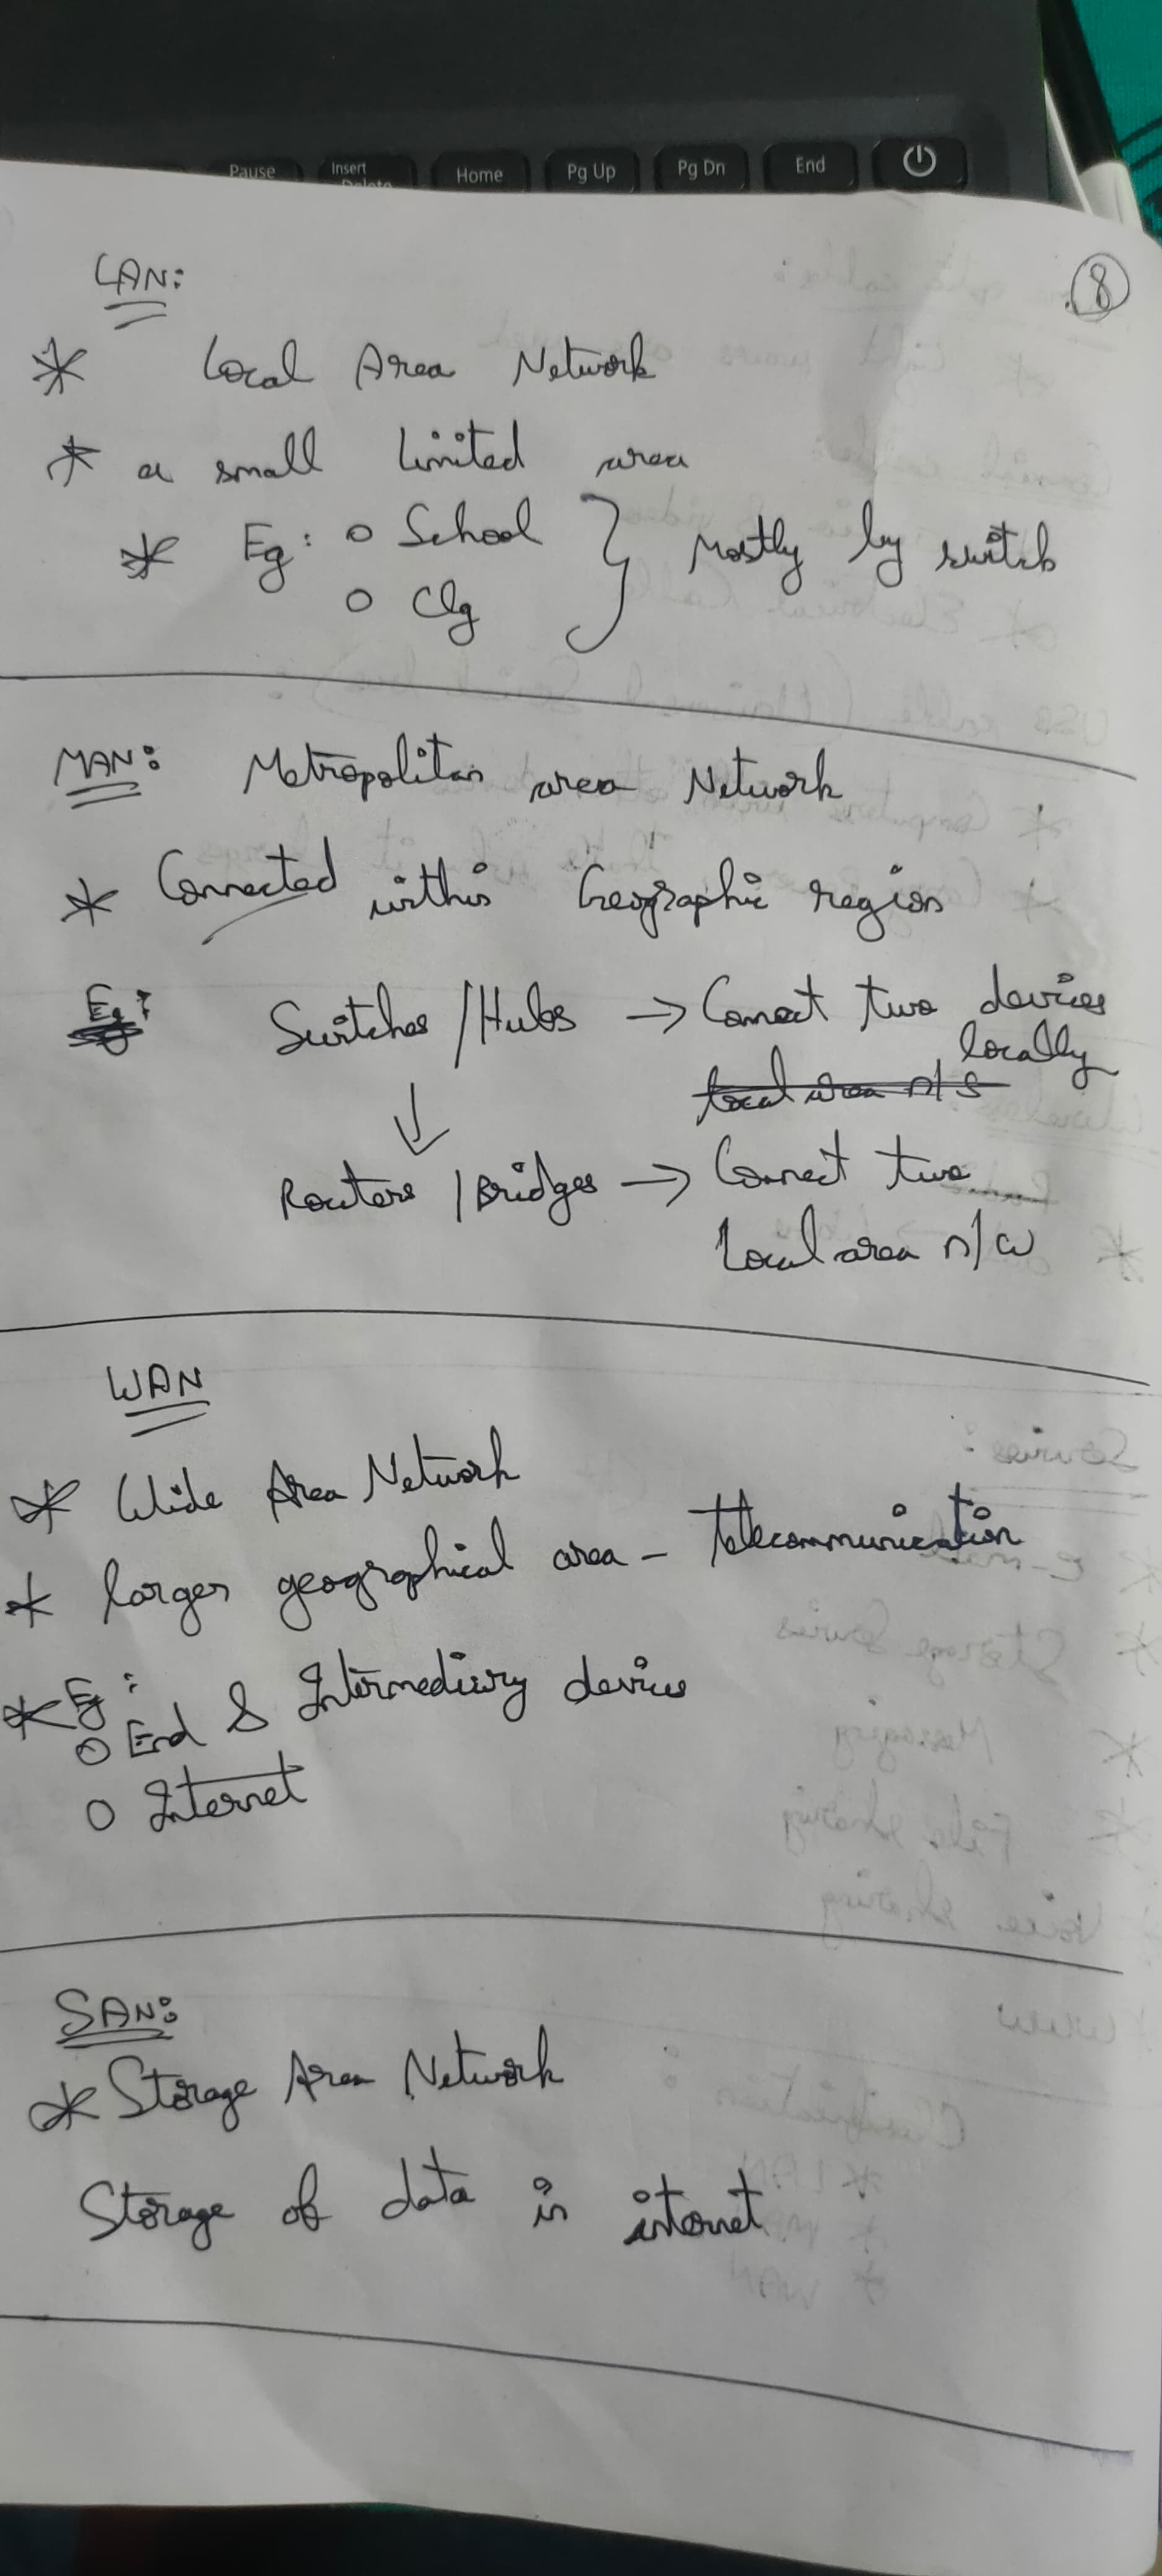 Pause Insert Home Pg Up Pg Dn End
Delete
8
LAN:
* Local Area Network
* a small limited area
* Eg: o School } Mostly by switch
o Clg
MAN: Metropolitan area Network
* Connected within Geographic region
Eg: Switches / Hubs → Connect two devices
locally
local area n/s
↓
Routers / Bridges → Connect two
Local area n/w
WAN
* Wide Area Network
* larger geographical area - telecommunication
* Eg:
o End & Intermediary device
o Internet
SAN:
* Storage Area Network
Storage of data in internet